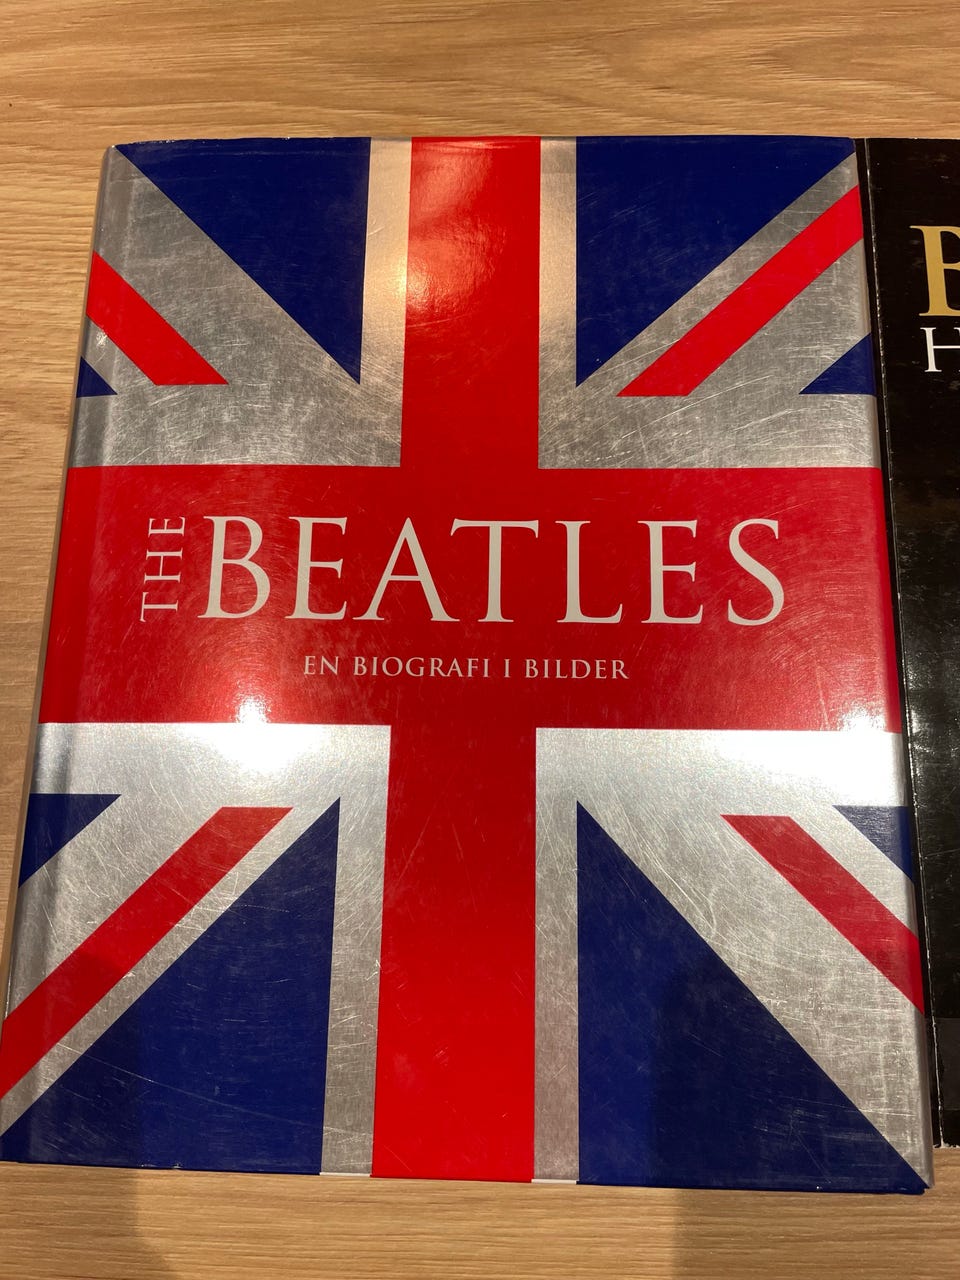 THE BEATLES
EN BIOGRAFI I BILDER